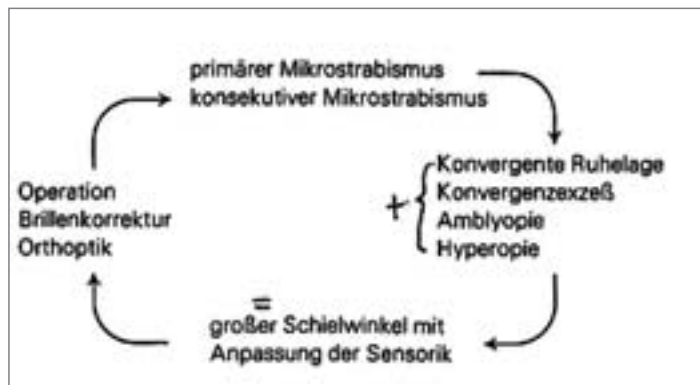 primärer Mikrostrabismus
konsekutiver Mikrostrabismus
+
Konvergente Ruhelage
Konvergenzexzeß
Amblyopie
Hyperopie
=
großer Schielwinkel mit
Anpassung der Sensorik
Operation
Brillenkorrektur
Orthoptik